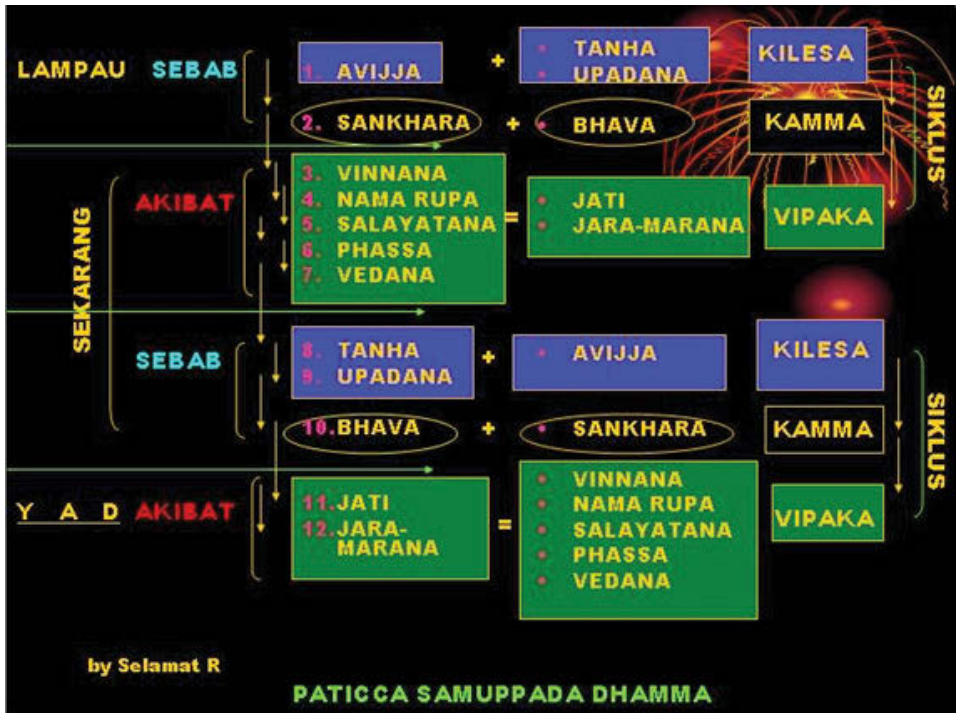 LAMPAU SEBAB
1. AVIJJA + • TANHA
• UPADANA
KILESA
2. SANKHARA + • BHAVA
KAMMA
SIKLUS
SEKARANG
AKIBAT
3. VINNANA
4. NAMA RUPA
5. SALAYATANA
6. PHASSA
7. VEDANA
=
• JATI
• JARA-MARANA
VIPAKA
SEBAB
8. TANHA
9. UPADANA
+
• AVIJJA
KILESA
10. BHAVA + • SANKHARA
KAMMA
SIKLUS
Y A D AKIBAT
11. JATI
12. JARA-
MARANA
=
• VINNANA
• NAMA RUPA
• SALAYATANA
• PHASSA
• VEDANA
VIPAKA
by Selamat R
PATICCA SAMUPPADA DHAMMA